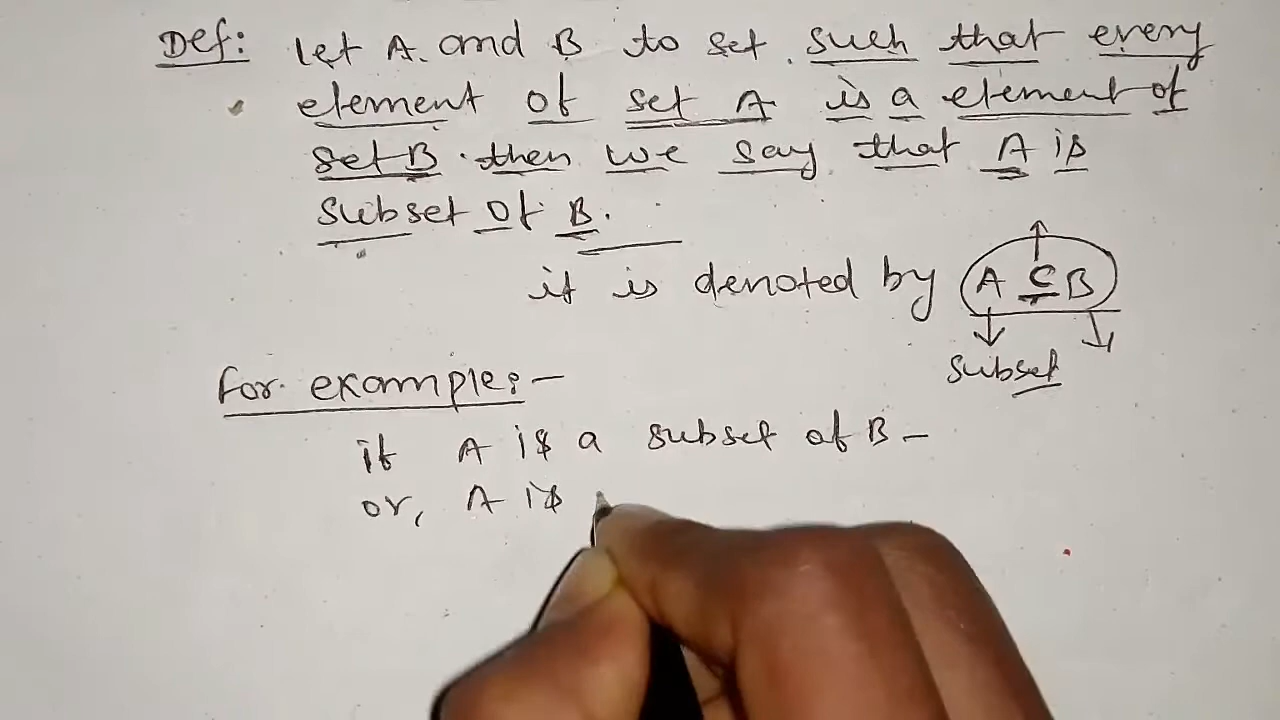 Def: let A. and B to set. such that every
element of set A is a element of
set B. then we say that A is
subset of B.
it is denoted by A ⊆ B
subset
for example:-
if A is a subset of B -
or, A is